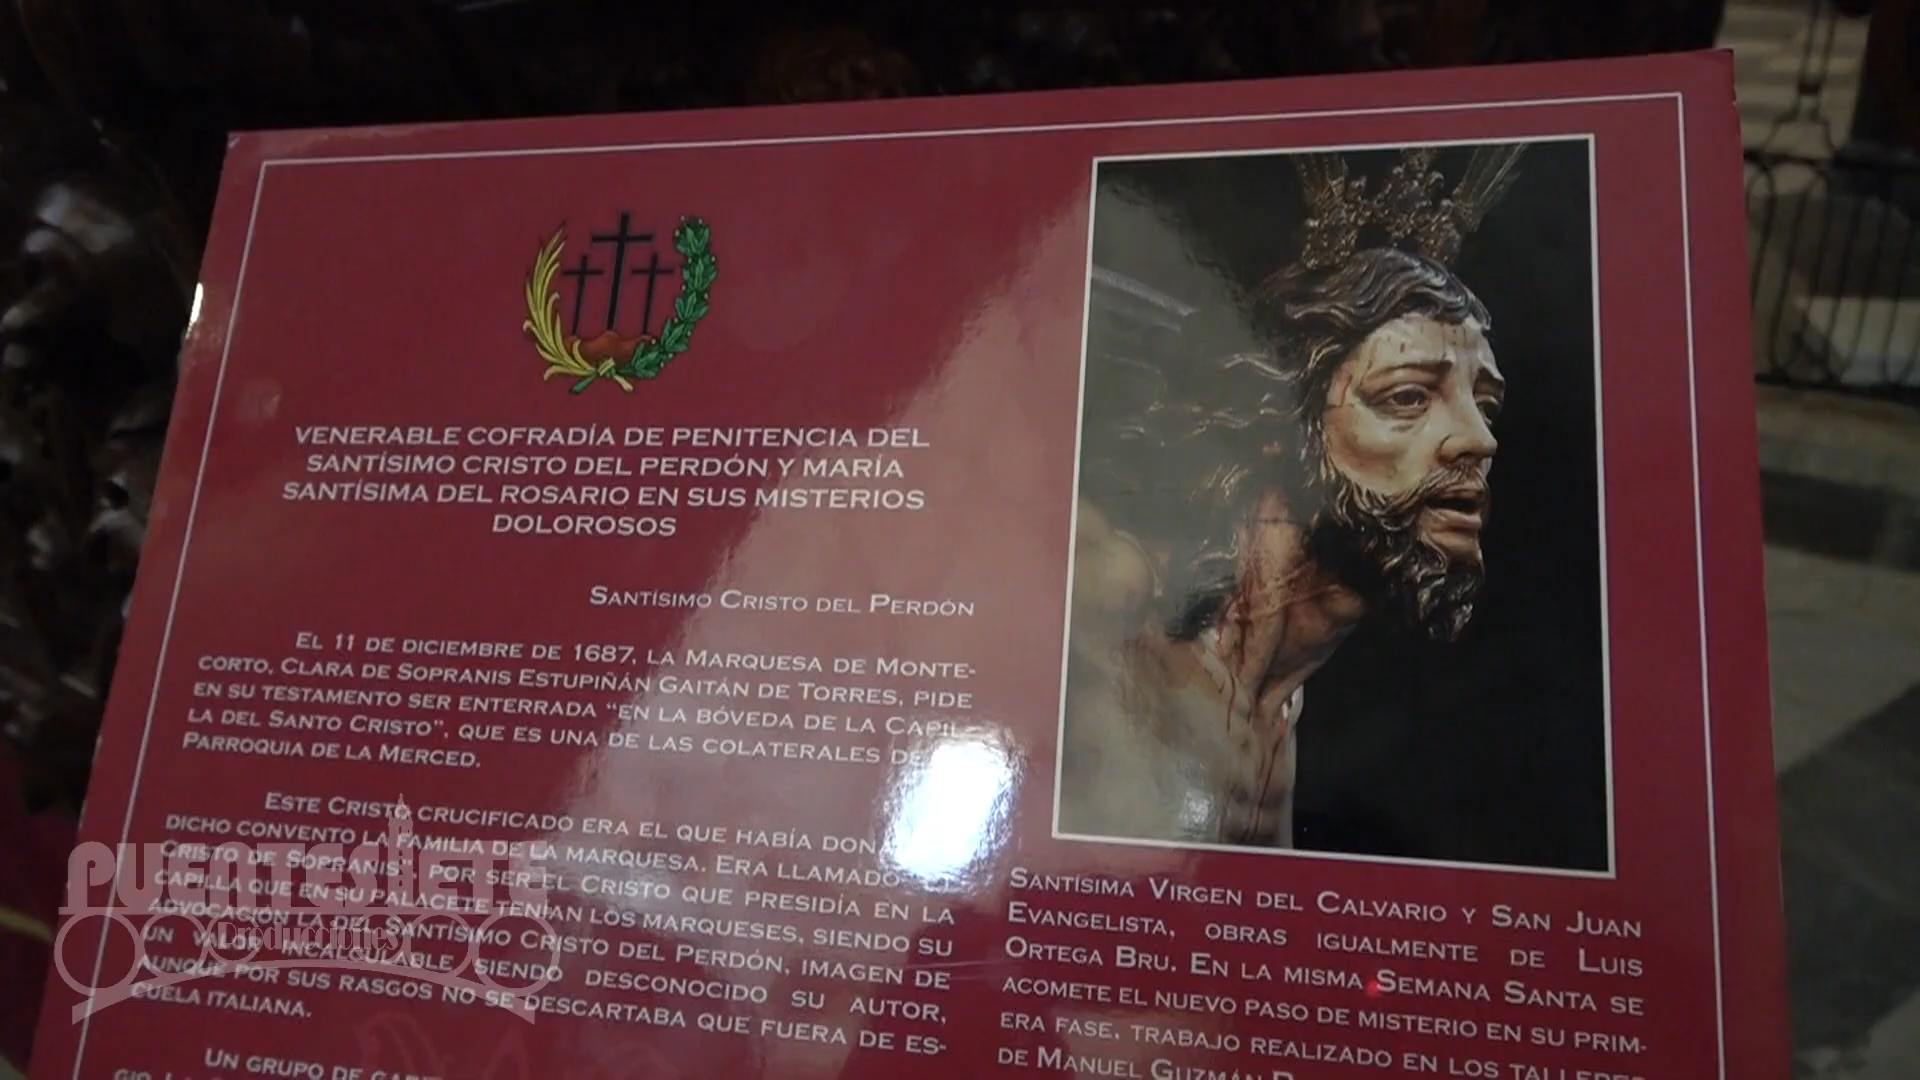 VENERABLE COFRADÍA DE PENITENCIA DEL
SANTÍSIMO CRISTO DEL PERDÓN Y MARÍA
SANTÍSIMA DEL ROSARIO EN SUS MISTERIOS
DOLOROSOS
SANTÍSIMO CRISTO DEL PERDÓN
EL 11 DE DICIEMBRE DE 1687, LA MARQUESA DE MONTE-
CORTO, CLARA DE SOPRANIS ESTUPIÑÁN GAITÁN DE TORRES, PIDE
EN SU TESTAMENTO SER ENTERRADA "EN LA BÓVEDA DE LA CAPIL-
LA DEL SANTO CRISTO", QUE ES UNA DE LAS COLATERALES DE
PARROQUIA DE LA MERCED.
ESTE CRISTO CRUCIFICADO ERA EL QUE HABÍA
DICHO CONVENTO LA FAMILIA DE LA MARQUESA. ERA LLAMADO
CRISTO DE SOPRANIS", POR SER EL CRISTO QUE PRESIDÍA EN LA
CAPILLA QUE EN SU PALACETE TENÍAN LOS MARQUESES, SIENDO SU
ADVOCACIÓN LA DEL SANTÍSIMO CRISTO DEL PERDÓN, IMAGEN DE
UN VALOR INCALCULABLE SIENDO DESCONOCIDO SU AUTOR,
AUNQUE POR SUS RASGOS NO SE DESCARTABA QUE FUERA DE ES-
CUELA ITALIANA.
UN GRUPO DE
SANTÍSIMA VIRGEN DEL CALVARIO Y SAN JUAN
EVANGELISTA, OBRAS IGUALMENTE DE LUIS
ORTEGA BRU. EN LA MISMA SEMANA SANTA SE
ACOMETE EL NUEVO PASO DE MISTERIO EN SU PRIM-
ERA FASE, TRABAJO REALIZADO EN LOS TALLERES
DE MANUEL GUZMÁN
PUENTESIETE
Producciones